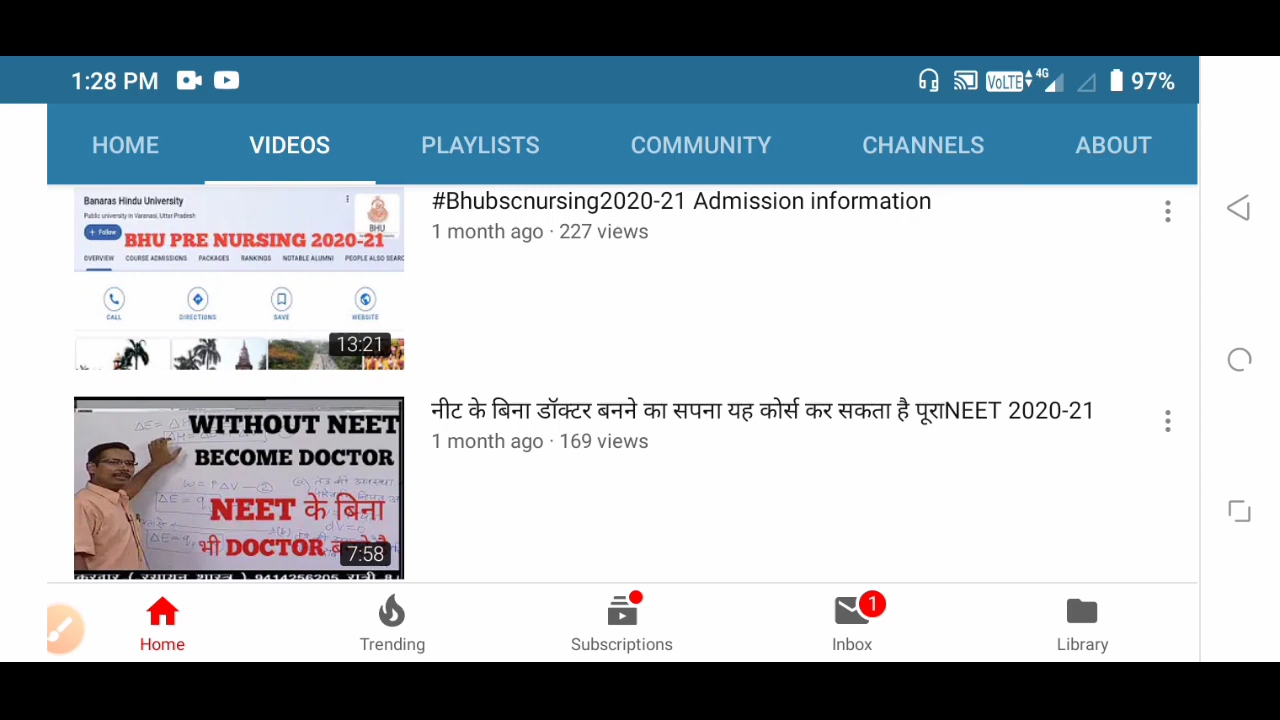 1:28 PM
VoLTE 4G 97%
HOME VIDEOS PLAYLISTS COMMUNITY CHANNELS ABOUT
Banaras Hindu University
Public university in Varanasi, Uttar Pradesh
+ Follow
BHU
BHU PRE NURSING 2020-21
OVERVIEW COURSE ADMISSIONS PACKAGES RANKINGS NOTABLE ALUMNI PEOPLE ALSO SEARC
CALL DIRECTIONS SAVE WEBSITE
13:21
#Bhubscnursing2020-21 Admission information
1 month ago · 227 views
WITHOUT NEET
BECOME DOCTOR
NEET के बिना
भी DOCTOR
7:58
( रसायन शास्त्र ) 9414256205
नीट के बिना डॉक्टर बनने का सपना यह कोर्स कर सकता है पूराNEET 2020-21
1 month ago · 169 views
1
Home Trending Subscriptions Inbox Library